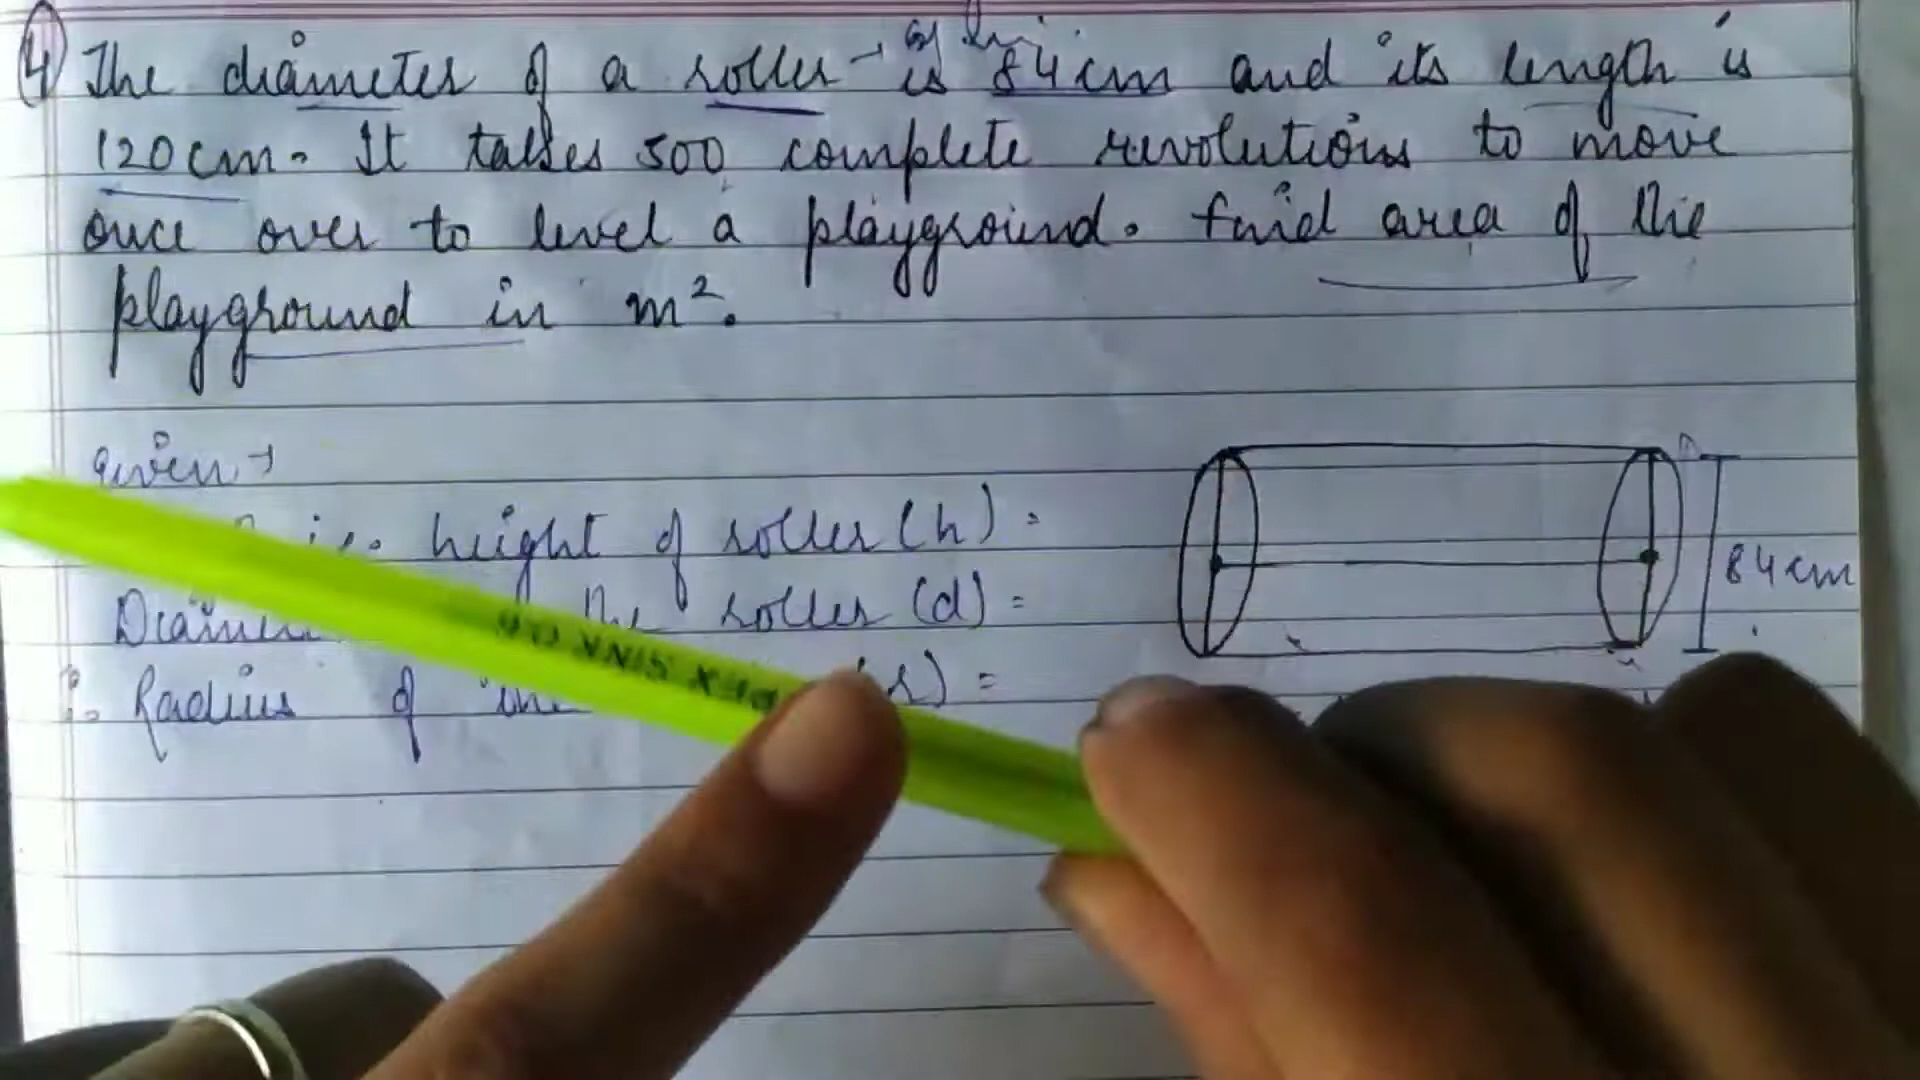 4 The diameter of a roller is 84 cm and its length is
120 cm. It takes 500 complete revolutions to move
once over to level a playground. Find area of the
playground in m².
Given →
height of roller (h) =
84 cm
the roller (d) =
∴ Radius of the (r) =